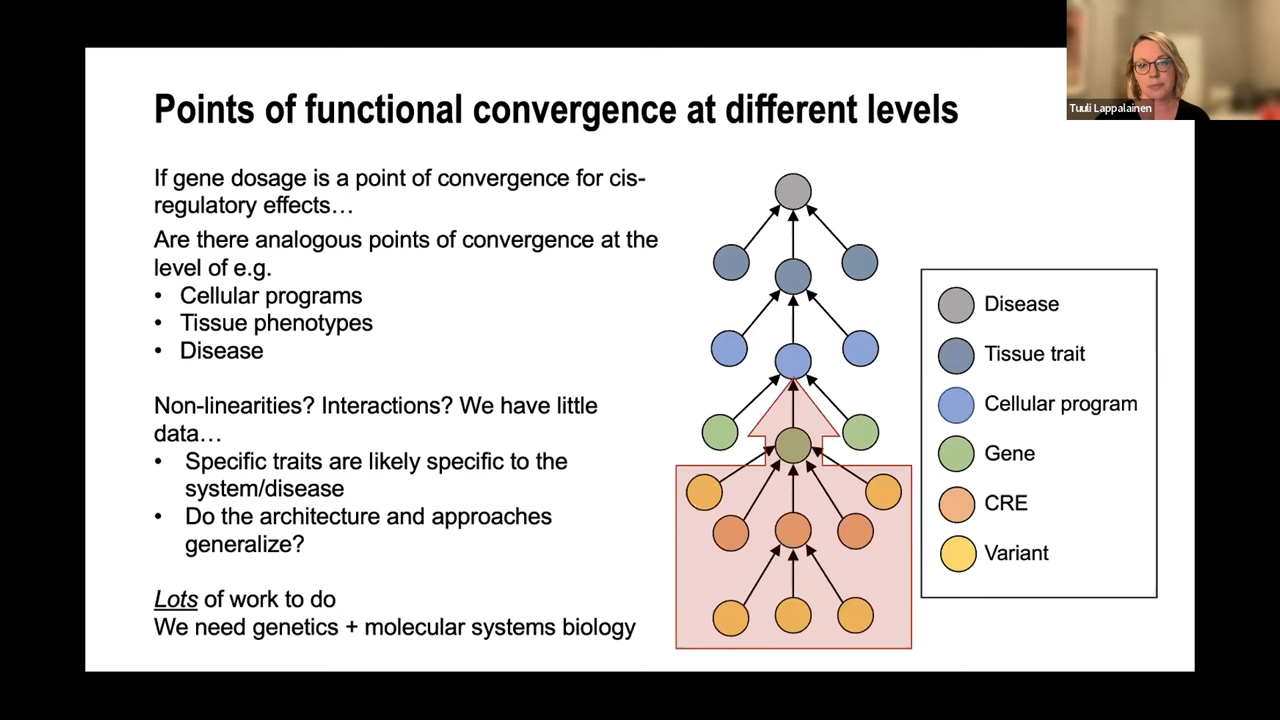 Tuuli Lappalainen
Points of functional convergence at different levels
If gene dosage is a point of convergence for cis-
regulatory effects…
Are there analogous points of convergence at the
level of e.g.
• Cellular programs
• Tissue phenotypes
• Disease
Non-linearities? Interactions? We have little
data…
• Specific traits are likely specific to the
system/disease
• Do the architecture and approaches
generalize?
Lots of work to do
We need genetics + molecular systems biology
Disease
Tissue trait
Cellular program
Gene
CRE
Variant